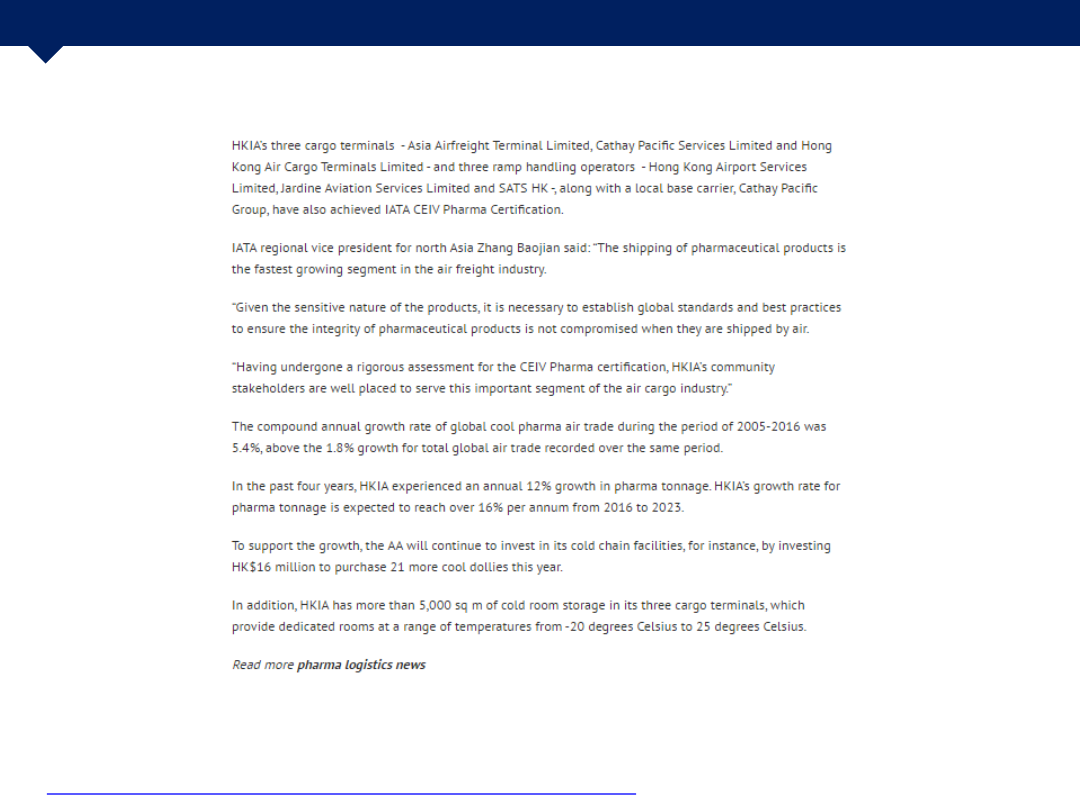 HKIA's three cargo terminals - Asia Airfreight Terminal Limited, Cathay Pacific Services Limited and Hong
Kong Air Cargo Terminals Limited - and three ramp handling operators - Hong Kong Airport Services
Limited, Jardine Aviation Services Limited and SATS HK -, along with a local base carrier, Cathay Pacific
Group, have also achieved IATA CEIV Pharma Certification.
IATA regional vice president for north Asia Zhang Baojian said: “The shipping of pharmaceutical products is
the fastest growing segment in the air freight industry.
“Given the sensitive nature of the products, it is necessary to establish global standards and best practices
to ensure the integrity of pharmaceutical products is not compromised when they are shipped by air.
“Having undergone a rigorous assessment for the CEIV Pharma certification, HKIA's community
stakeholders are well placed to serve this important segment of the air cargo industry.”
The compound annual growth rate of global cool pharma air trade during the period of 2005-2016 was
5.4%, above the 1.8% growth for total global air trade recorded over the same period.
In the past four years, HKIA experienced an annual 12% growth in pharma tonnage. HKIA's growth rate for
pharma tonnage is expected to reach over 16% per annum from 2016 to 2023.
To support the growth, the AA will continue to invest in its cold chain facilities, for instance, by investing
HK$16 million to purchase 21 more cool dollies this year.
In addition, HKIA has more than 5,000 sq m of cold room storage in its three cargo terminals, which
provide dedicated rooms at a range of temperatures from -20 degrees Celsius to 25 degrees Celsius.
Read more pharma logistics news